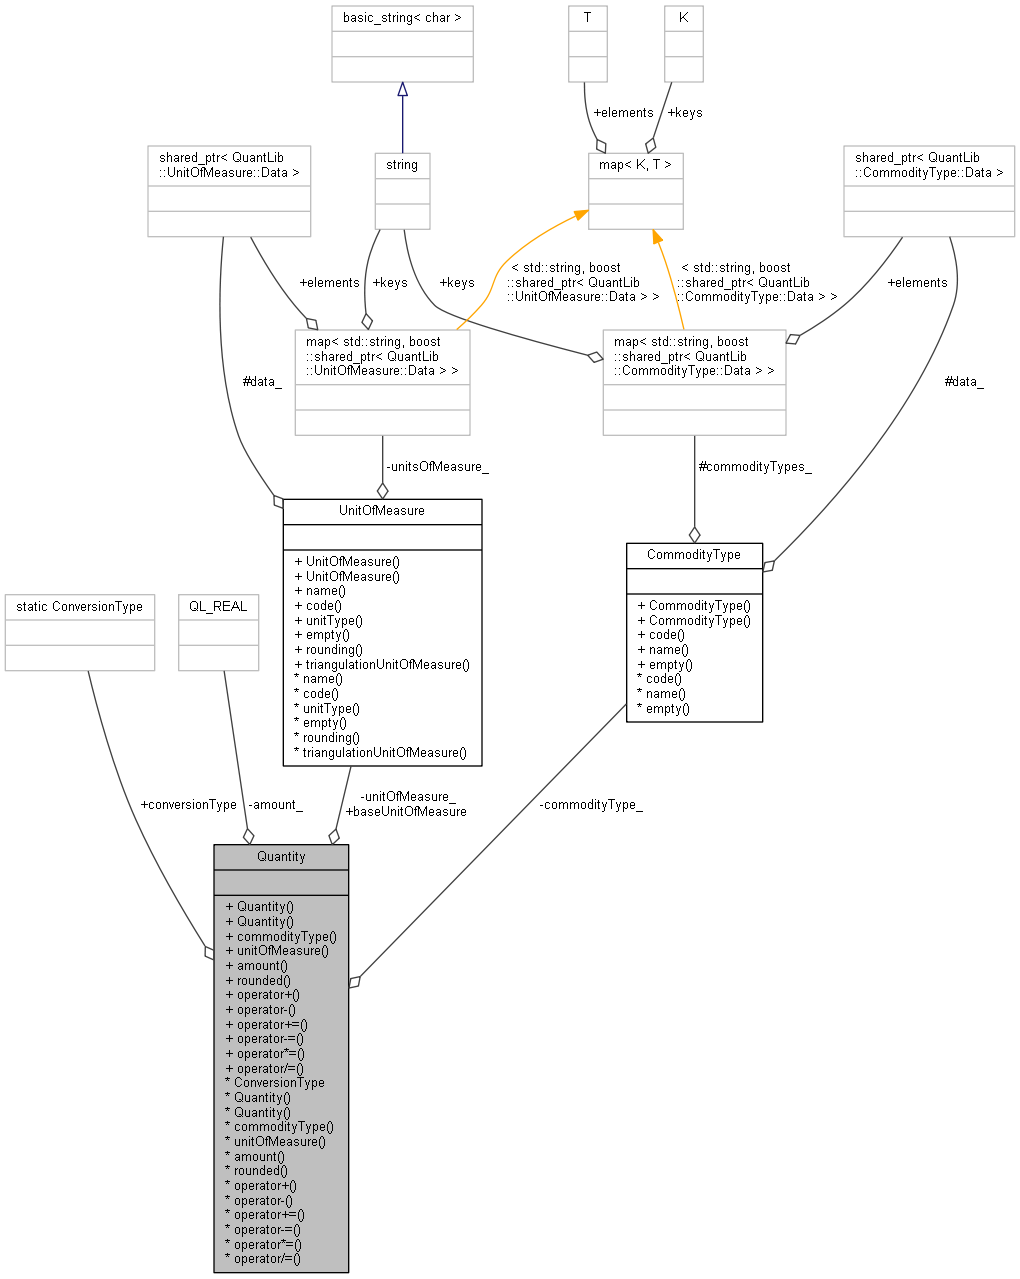 basic_string< char >
T
K
+elements
+keys
shared_ptr< QuantLib
::UnitOfMeasure::Data >
string
map< K, T >
shared_ptr< QuantLib
::CommodityType::Data >
+elements
+keys
+keys
< std::string, boost
::shared_ptr< QuantLib
::UnitOfMeasure::Data > >
< std::string, boost
::shared_ptr< QuantLib
::CommodityType::Data > >
+elements
map< std::string, boost
::shared_ptr< QuantLib
::UnitOfMeasure::Data > >
map< std::string, boost
::shared_ptr< QuantLib
::CommodityType::Data > >
#data_
#data_
-unitsOfMeasure_
#commodityTypes_
UnitOfMeasure
+ UnitOfMeasure()
+ UnitOfMeasure()
+ name()
+ code()
+ unitType()
+ empty()
+ rounding()
+ triangulationUnitOfMeasure()
* name()
* code()
* unitType()
* empty()
* rounding()
* triangulationUnitOfMeasure()
CommodityType
+ CommodityType()
+ CommodityType()
+ code()
+ name()
+ empty()
* code()
* name()
* empty()
static ConversionType
QL_REAL
+conversionType
-amount_
-unitOfMeasure_
+baseUnitOfMeasure
-commodityType_
Quantity
+ Quantity()
+ Quantity()
+ commodityType()
+ unitOfMeasure()
+ amount()
+ rounded()
+ operator+()
+ operator-()
+ operator+=()
+ operator-=()
+ operator*=()
+ operator/=()
* ConversionType
* Quantity()
* Quantity()
* commodityType()
* unitOfMeasure()
* amount()
* rounded()
* operator+()
* operator-()
* operator+=()
* operator-=()
* operator*=()
* operator/=()